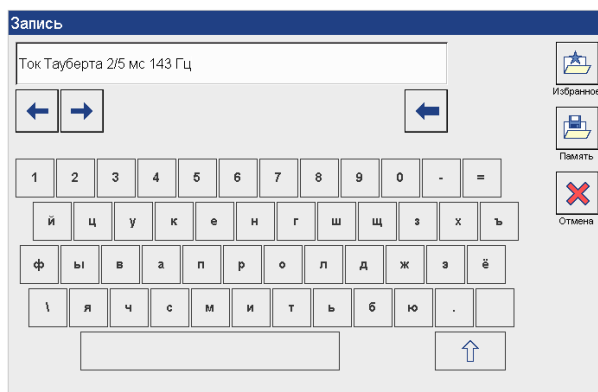 Запись
Ток Тауберта 2/5 мс 143 Гц
Избранное
Память
Отмена
1 2 3 4 5 6 7 8 9 0 - =
й ц у к е н г ш щ з х ъ
ф ы в а п р о л д ж э ё
\ я ч с м и т ь б ю .